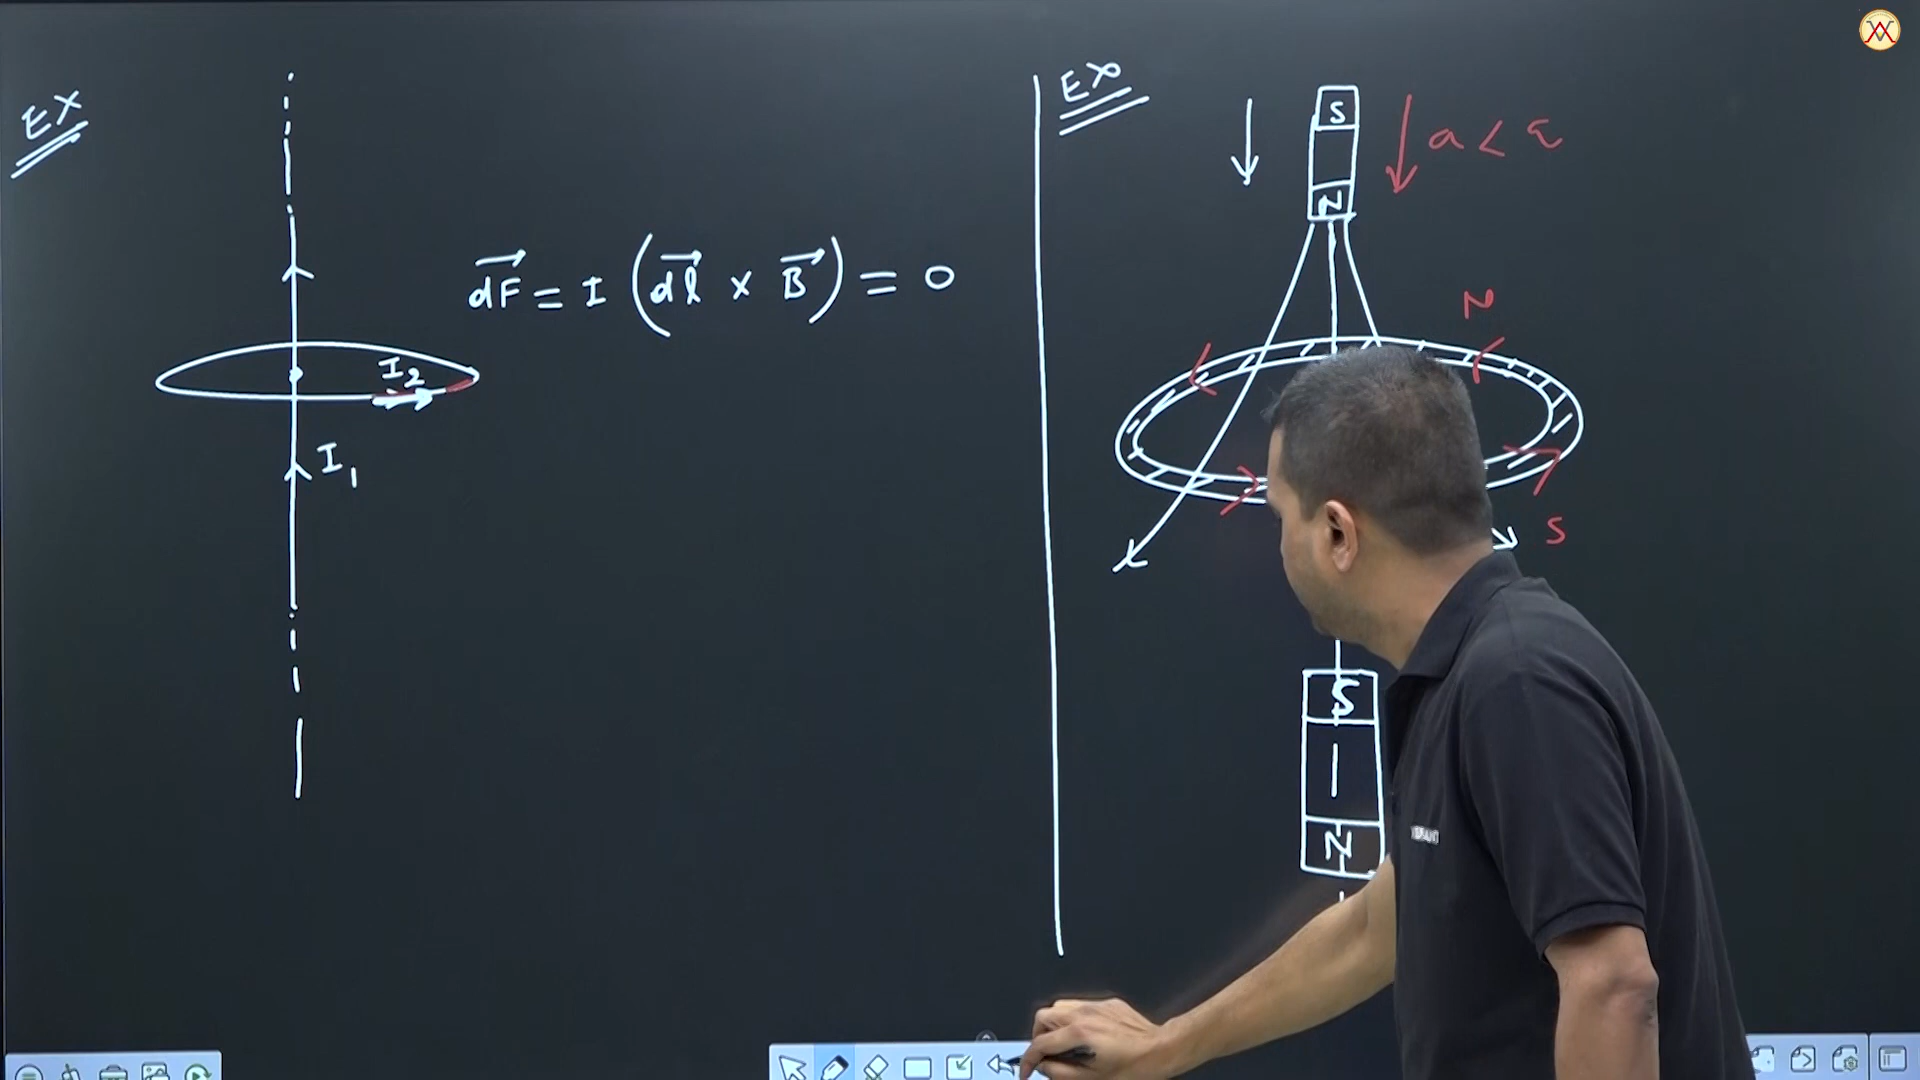 EX
I₂
I₁
dF = I (dl × B) = 0
EX
S
N
a < g
N
S
S
N